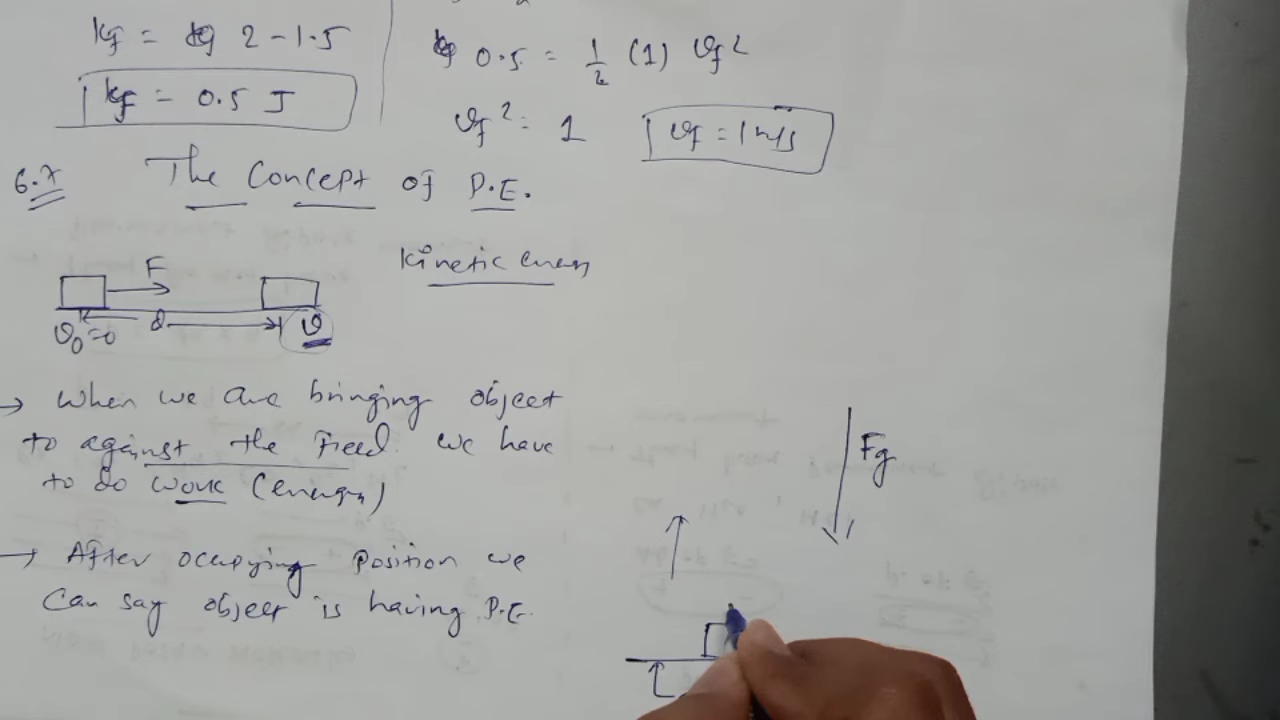 kf = 2 - 1.5
kf = 0.5 J
0.5 = 1/2 (1) vf²
vf² = 1
vf = 1 m/s
6.7 The Concept of P.E.
F
Kinetic energy
v₀=0
d
v
→ When we are bringing object
to against the Field. we have
to do work (energy)
Fg
→ After occupying position we
Can say object is having P.E.